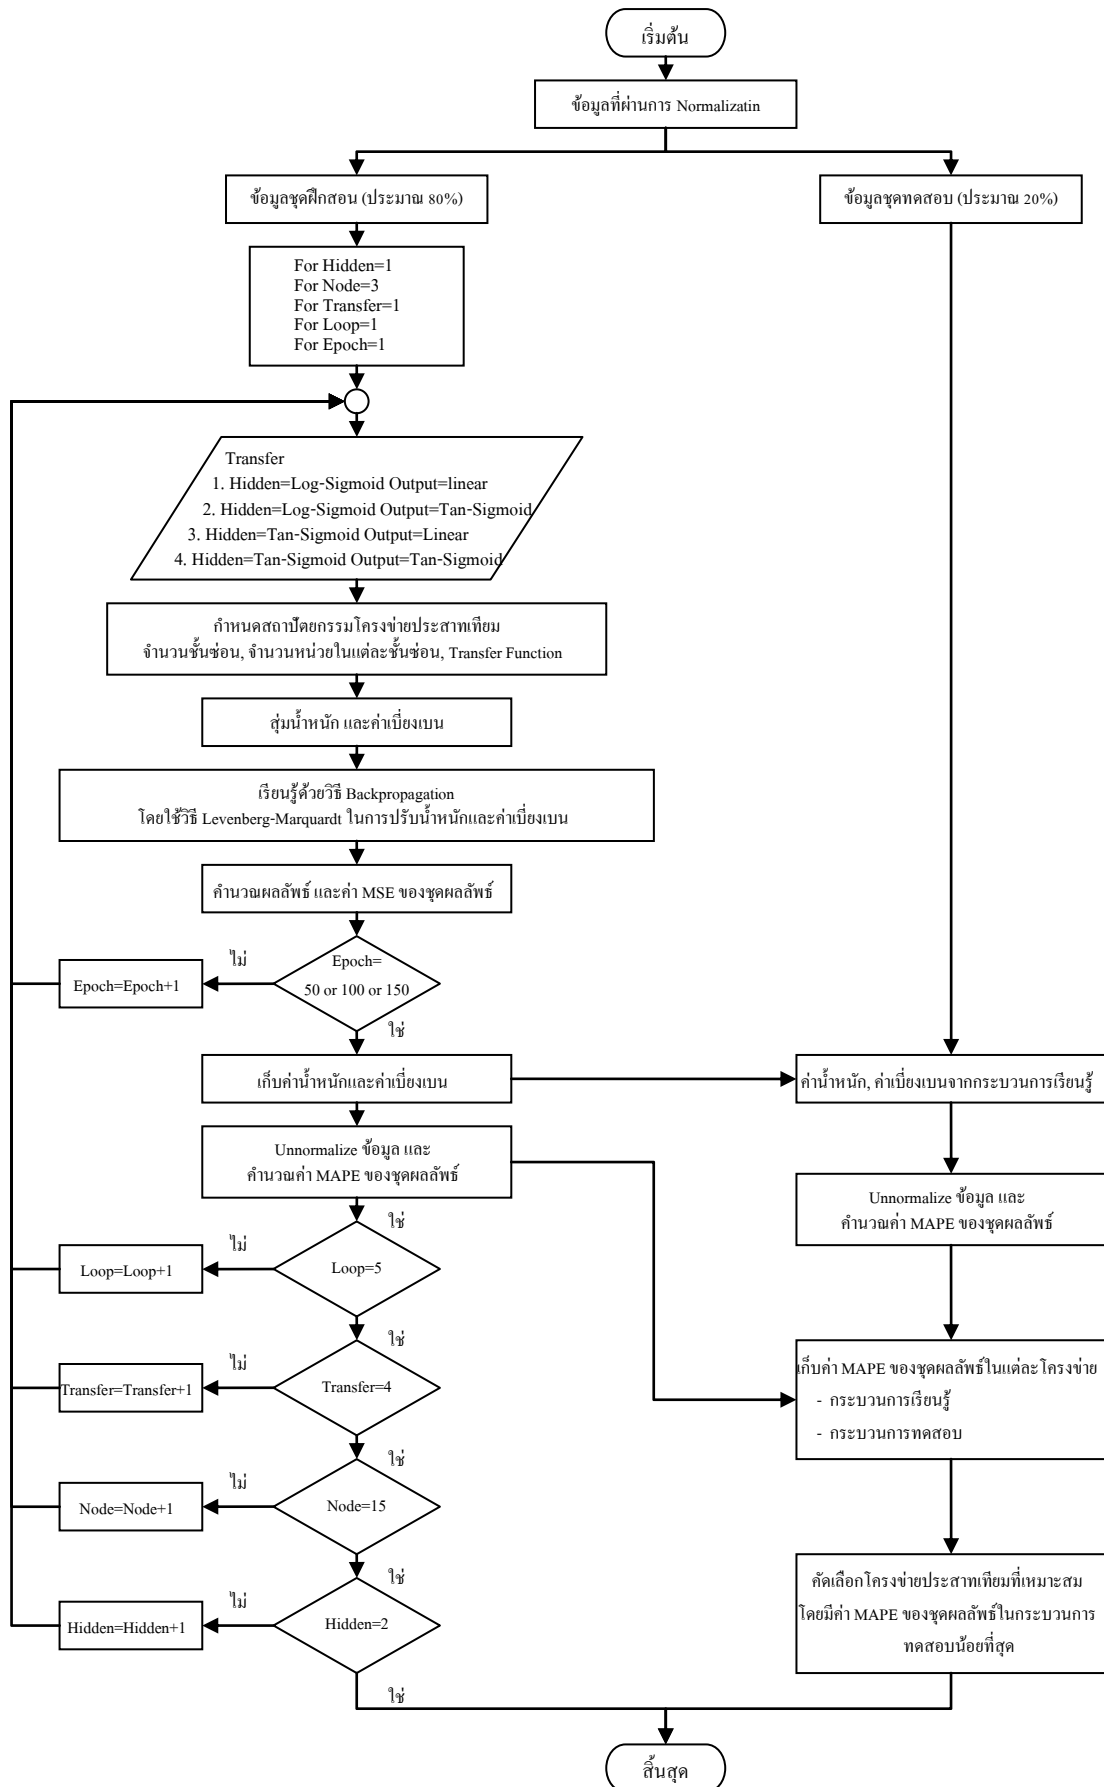 เริ่มต้น
ข้อมูลที่ผ่านการ Normalizatin
ข้อมูลชุดฝึกสอน (ประมาณ 80%)
ข้อมูลชุดทดสอบ (ประมาณ 20%)
For Hidden=1
For Node=3
For Transfer=1
For Loop=1
For Epoch=1
Transfer
1. Hidden=Log-Sigmoid Output=linear
2. Hidden=Log-Sigmoid Output=Tan-Sigmoid
3. Hidden=Tan-Sigmoid Output=Linear
4. Hidden=Tan-Sigmoid Output=Tan-Sigmoid
กำหนดสถาปัตยกรรมโครงข่ายประสาทเทียม
จำนวนชั้นซ่อน, จำนวนหน่วยในแต่ละชั้นซ่อน, Transfer Function
สุ่มน้ำหนัก และค่าเบี่ยงเบน
เรียนรู้ด้วยวิธี Backpropagation
โดยใช้วิธี Levenberg-Marquardt ในการปรับน้ำหนักและค่าเบี่ยงเบน
คำนวณผลลัพธ์ และค่า MSE ของชุดผลลัพธ์
Epoch=
50 or 100 or 150
ไม่
Epoch=Epoch+1
ใช่
เก็บค่าน้ำหนักและค่าเบี่ยงเบน
ค่าน้ำหนัก, ค่าเบี่ยงเบนจากกระบวนการเรียนรู้
Unnormalize ข้อมูล และ
คำนวณค่า MAPE ของชุดผลลัพธ์
Unnormalize ข้อมูล และ
คำนวณค่า MAPE ของชุดผลลัพธ์
ใช่
ไม่
Loop=Loop+1
Loop=5
ใช่
ไม่
Transfer=Transfer+1
Transfer=4
เก็บค่า MAPE ของชุดผลลัพธ์ในแต่ละโครงข่าย
- กระบวนการเรียนรู้
- กระบวนการทดสอบ
ใช่
ไม่
Node=Node+1
Node=15
ใช่
ไม่
Hidden=Hidden+1
Hidden=2
คัดเลือกโครงข่ายประสาทเทียมที่เหมาะสม
โดยมีค่า MAPE ของชุดผลลัพธ์ในกระบวนการ
ทดสอบน้อยที่สุด
ใช่
สิ้นสุด